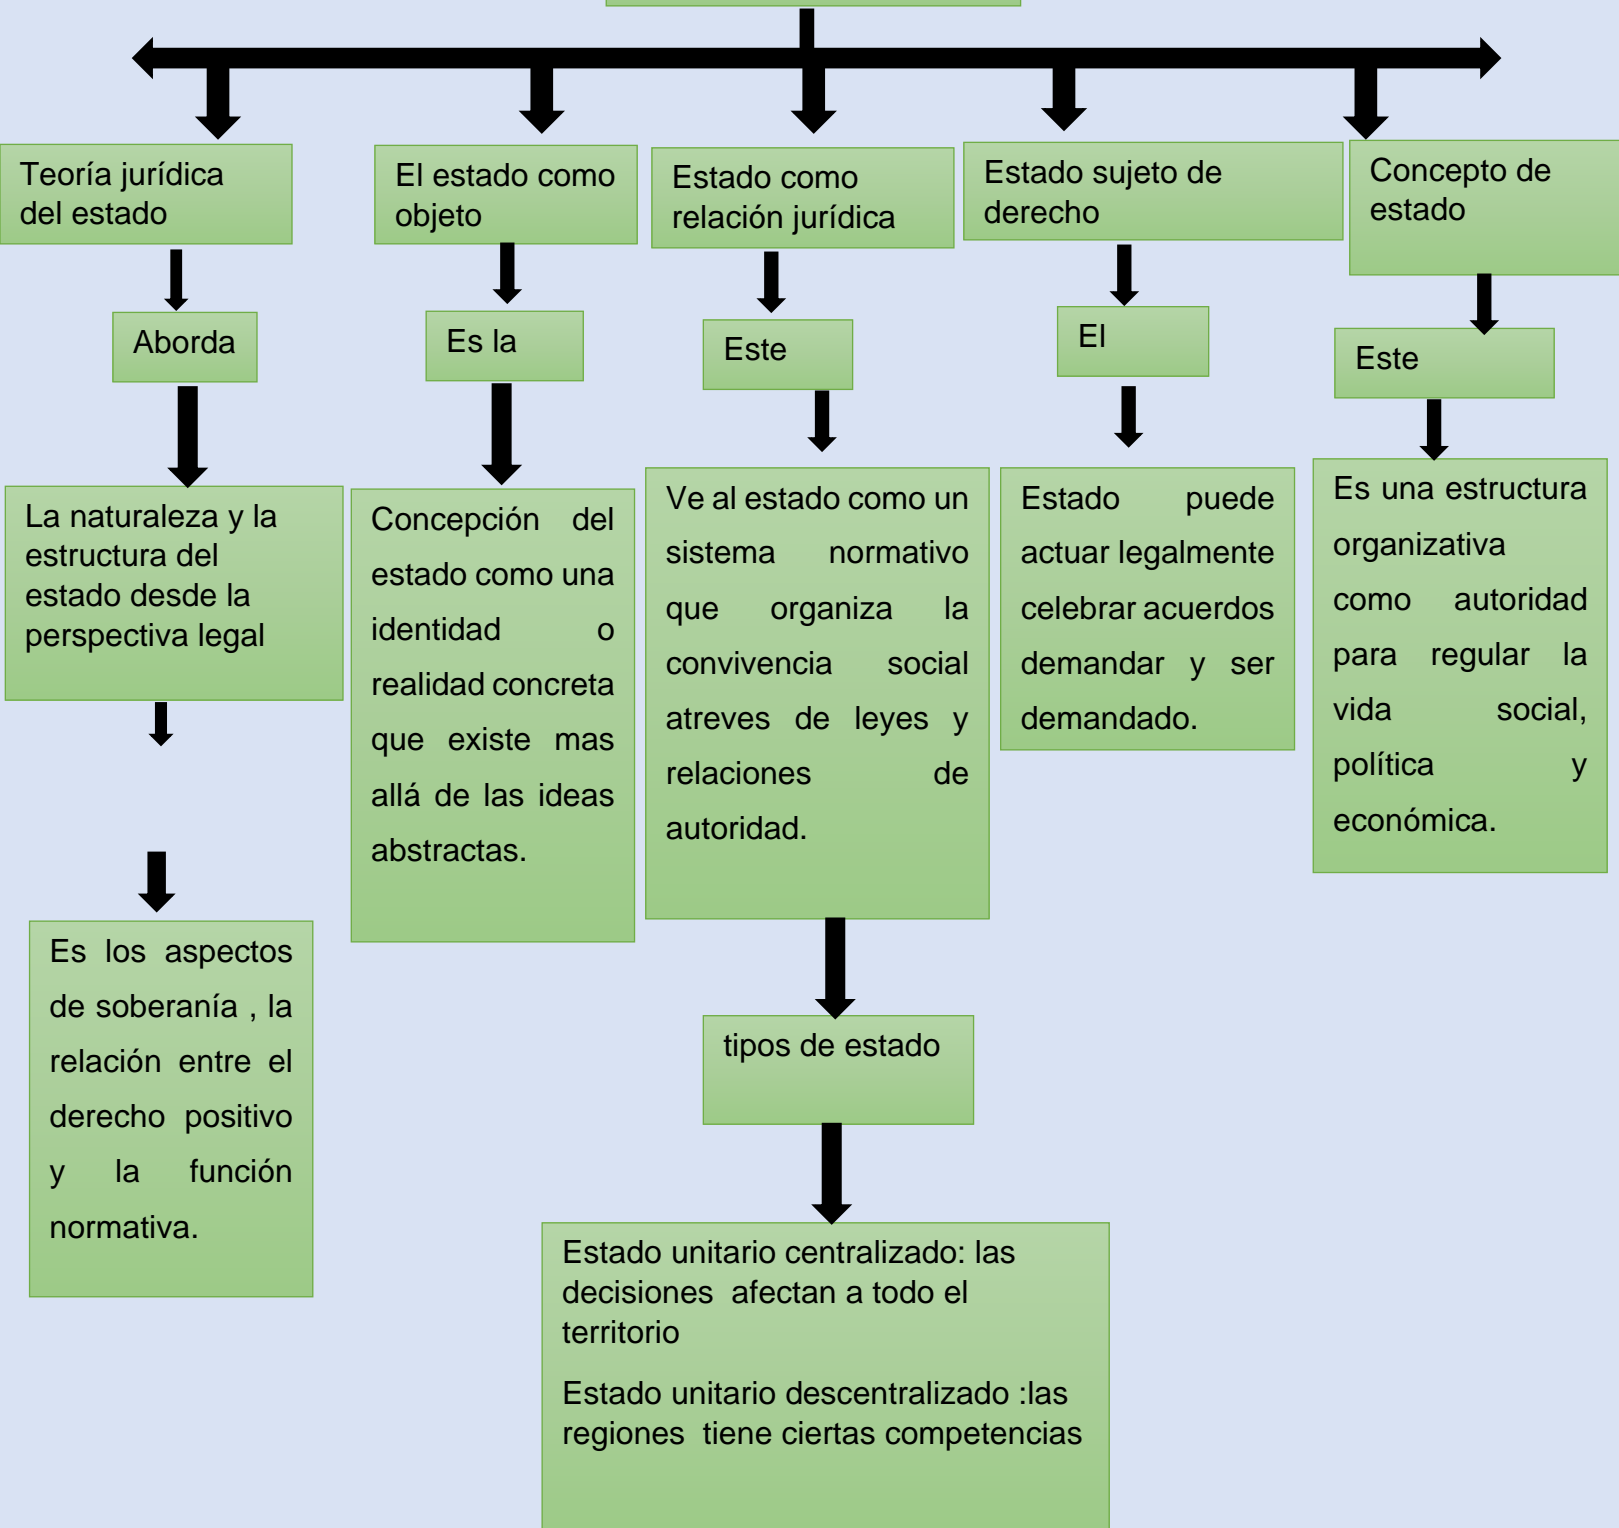 Teoría jurídica
del estado
El estado como
objeto
Estado como
relación jurídica
Estado sujeto de
derecho
Concepto de
estado
Aborda
Es la
Este
El
Este
La naturaleza y la
estructura del
estado desde la
perspectiva legal
Concepción del
estado como una
identidad o
realidad concreta
que existe mas
allá de las ideas
abstractas.
Ve al estado como un
sistema normativo
que organiza la
convivencia social
atreves de leyes y
relaciones de
autoridad.
Estado puede
actuar legalmente
celebrar acuerdos
demandar y ser
demandado.
Es una estructura
organizativa
como autoridad
para regular la
vida social,
política y
económica.
Es los aspectos
de soberanía , la
relación entre el
derecho positivo
y la función
normativa.
tipos de estado
Estado unitario centralizado: las
decisiones afectan a todo el
territorio
Estado unitario descentralizado :las
regiones tiene ciertas competencias